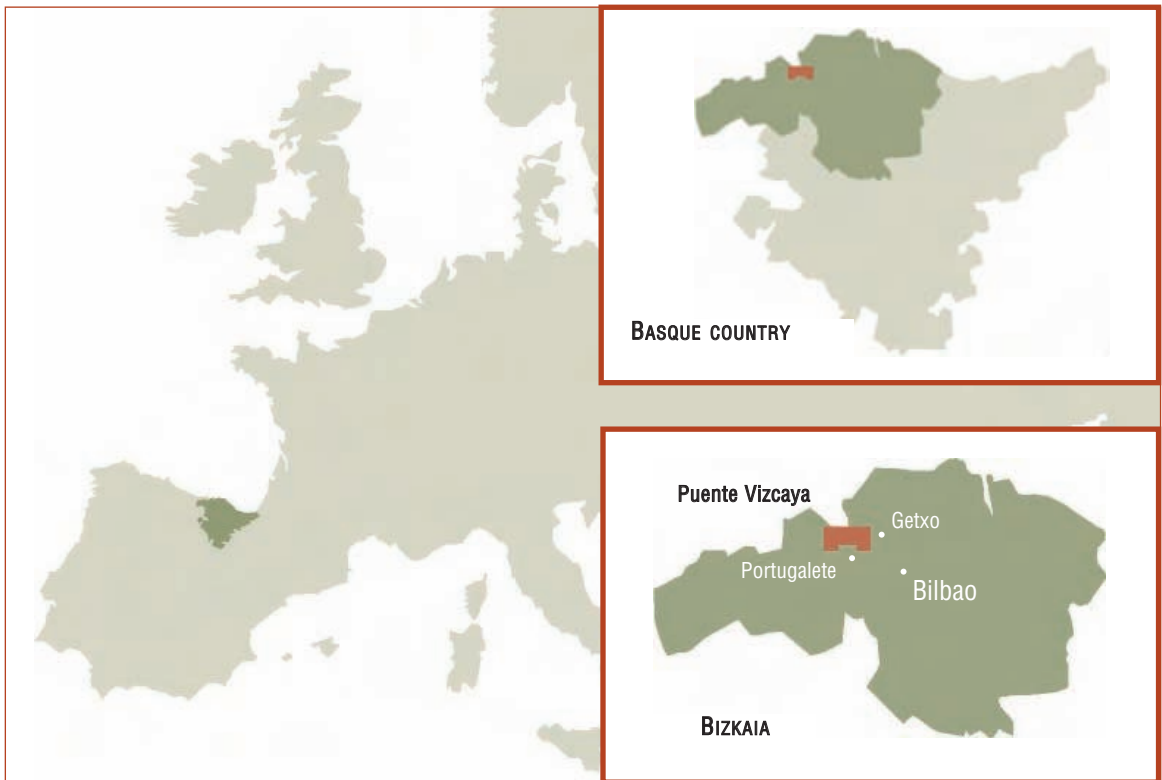 BASQUE COUNTRY
Puente Vizcaya
Getxo
Portugalete
Bilbao
BIZKAIA